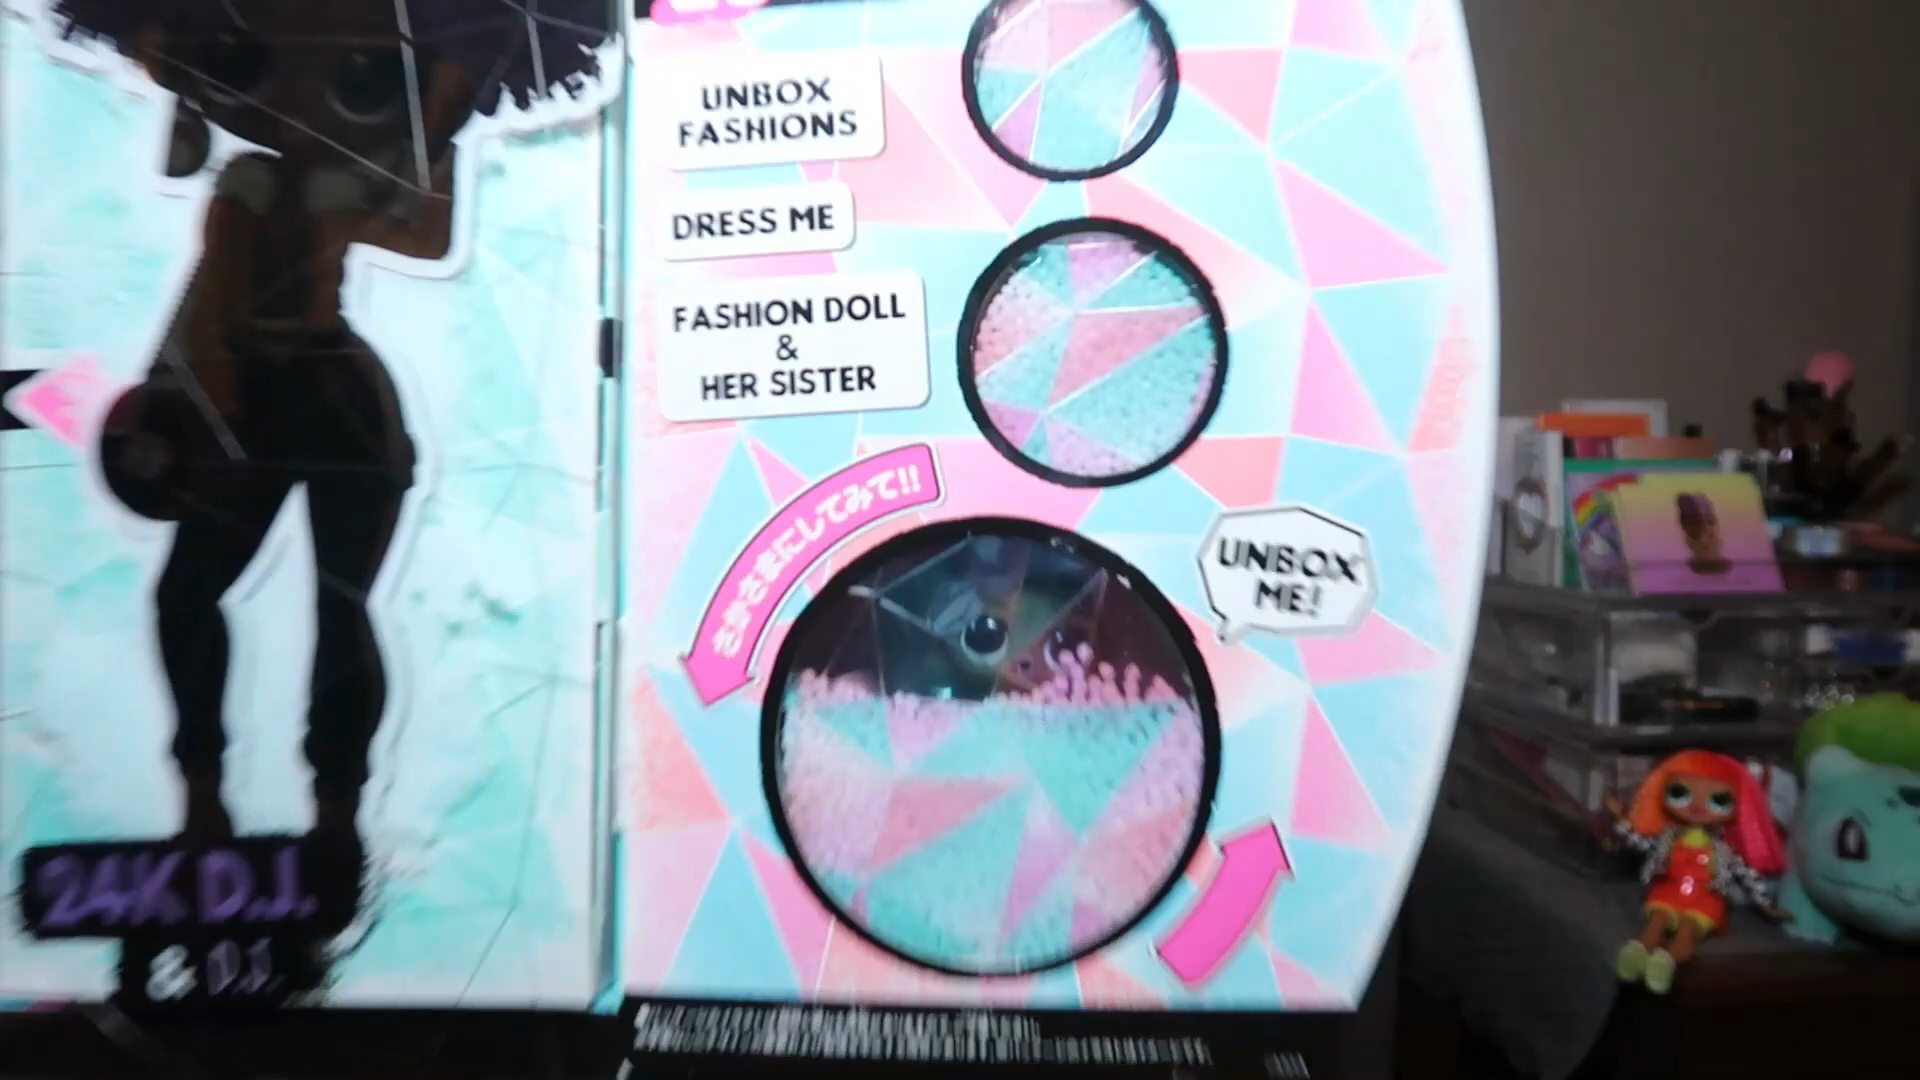 UNBOX
FASHIONS
DRESS ME
FASHION DOLL
&
HER SISTER
さかさまにしてみて!!
UNBOX
ME!
24K D.J.
& D.J.